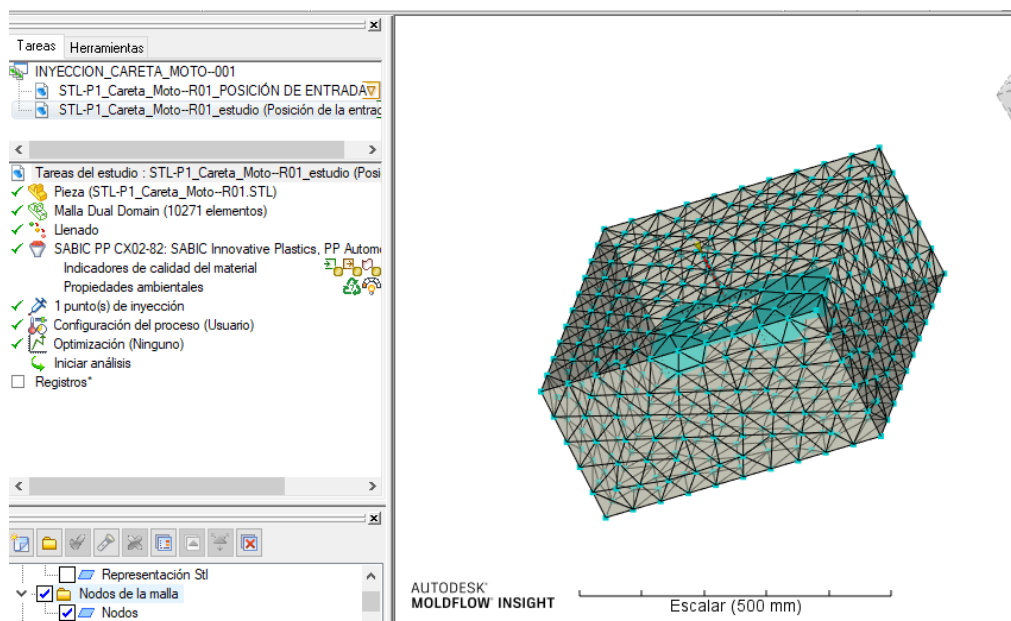 Tareas Herramientas
INYECCION_CARETA_MOTO--001
STL-P1_Careta_Moto--R01_POSICIÓN DE ENTRADA
STL-P1_Careta_Moto--R01_estudio (Posición de la entrag
Tareas del estudio : STL-P1_Careta_Moto--R01_estudio (Posi
Pieza (STL-P1_Careta_Moto--R01.STL)
Malla Dual Domain (10271 elementos)
Llenado
SABIC PP CX02-82: SABIC Innovative Plastics, PP Automo
Indicadores de calidad del material
Propiedades ambientales
1 punto(s) de inyección
Configuración del proceso (Usuario)
Optimización (Ninguno)
Iniciar análisis
Registros*
Representación Stl
Nodos de la malla
Nodos
AUTODESK®
MOLDFLOW® INSIGHT
Escalar (500 mm)